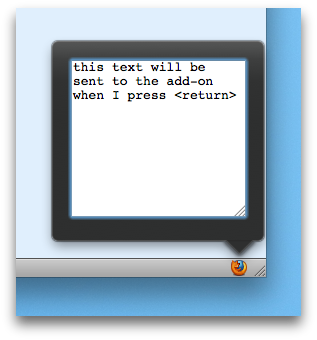 this text will be
sent to the add-on
when I press <return>